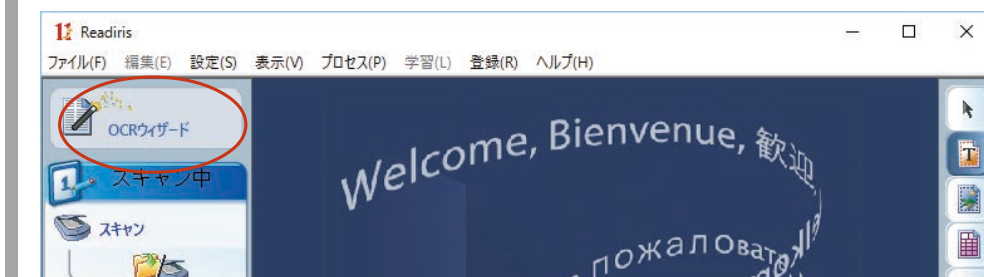 Readiris
ファイル(F) 編集(E) 設定(S) 表示(V) プロセス(P) 学習(L) 登録(R) ヘルプ(H)
OCRウィザード
Welcome, Bienvenue, 歓迎,
1 スキャン中
スキャン